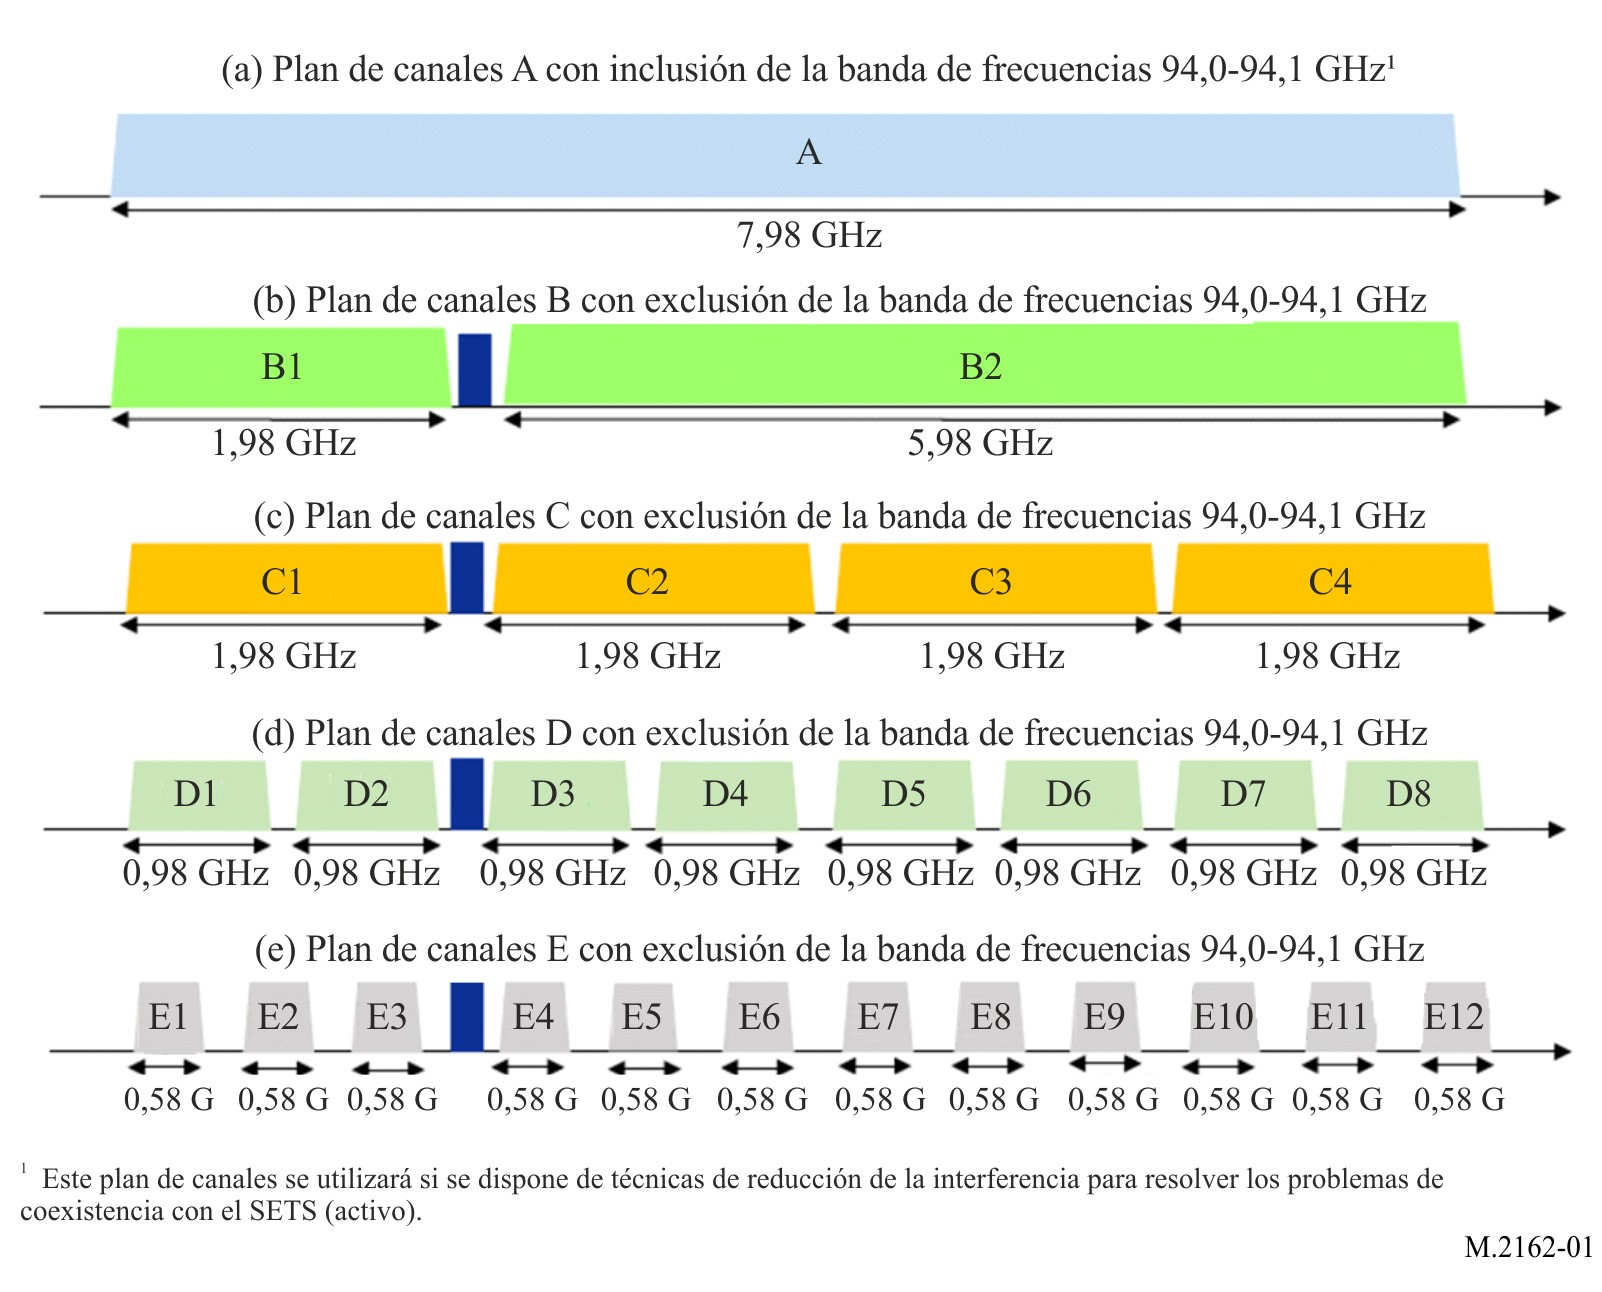 (a) Plan de canales A con inclusión de la banda de frecuencias 94,0-94,1 GHz¹
A
7,98 GHz
(b) Plan de canales B con exclusión de la banda de frecuencias 94,0-94,1 GHz
B1 B2
1,98 GHz 5,98 GHz
(c) Plan de canales C con exclusión de la banda de frecuencias 94,0-94,1 GHz
C1 C2 C3 C4
1,98 GHz 1,98 GHz 1,98 GHz 1,98 GHz
(d) Plan de canales D con exclusión de la banda de frecuencias 94,0-94,1 GHz
D1 D2 D3 D4 D5 D6 D7 D8
0,98 GHz 0,98 GHz 0,98 GHz 0,98 GHz 0,98 GHz 0,98 GHz 0,98 GHz 0,98 GHz
(e) Plan de canales E con exclusión de la banda de frecuencias 94,0-94,1 GHz
E1 E2 E3 E4 E5 E6 E7 E8 E9 E10 E11 E12
0,58 G 0,58 G 0,58 G 0,58 G 0,58 G 0,58 G 0,58 G 0,58 G 0,58 G 0,58 G 0,58 G 0,58 G
¹ Este plan de canales se utilizará si se dispone de técnicas de reducción de la interferencia para resolver los problemas de
coexistencia con el SETS (activo).
M.2162-01